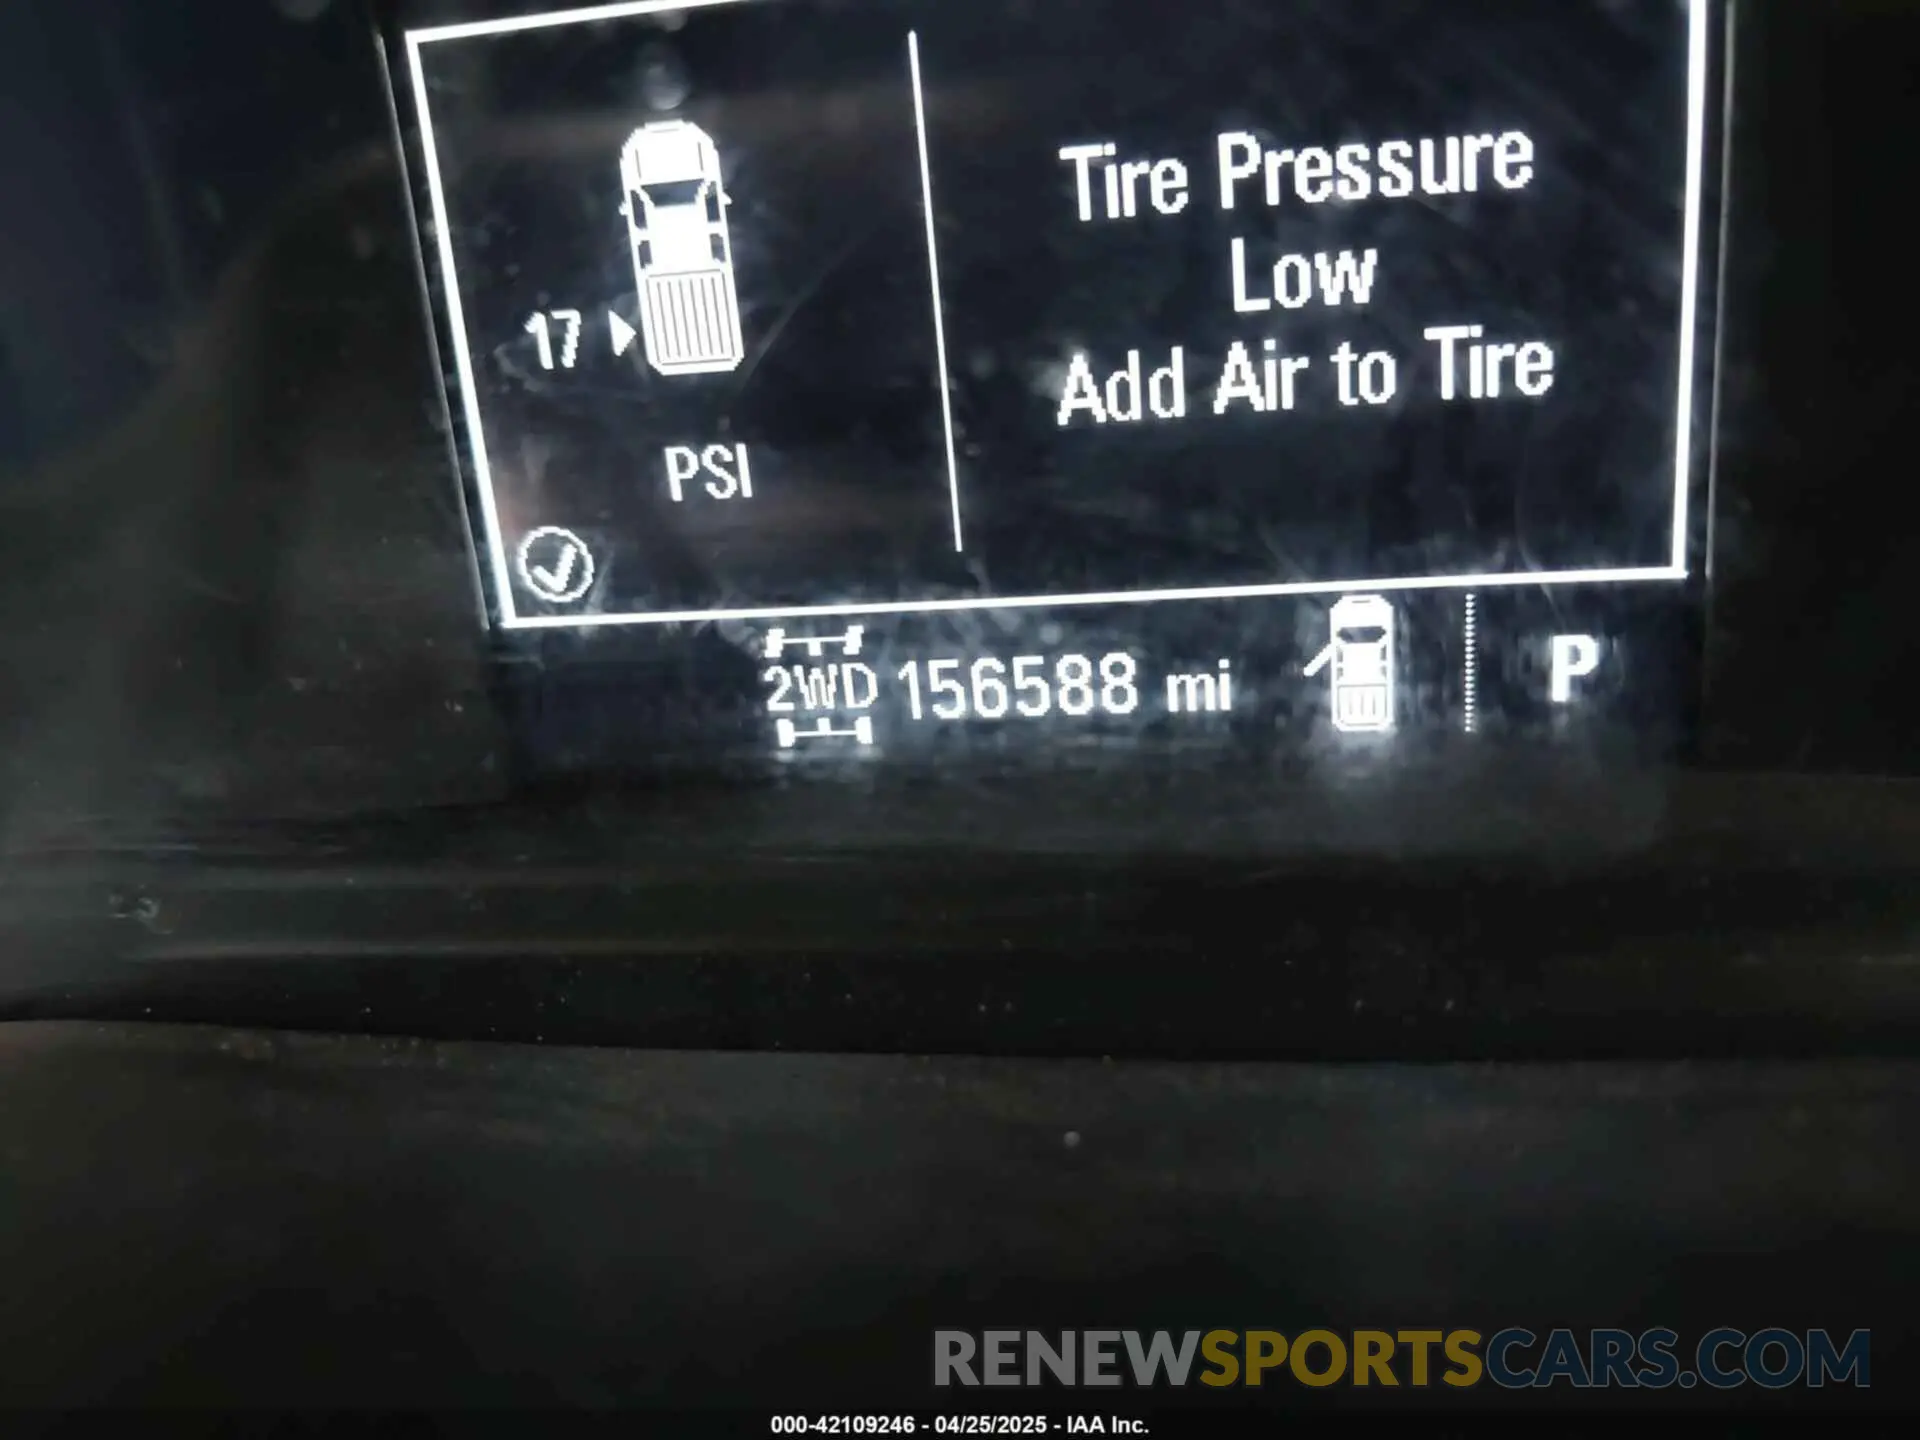 Tire Pressure
Low
Add Air to Tire
17
PSI
2WD 156588 mi P
RENEWSPORTSCARS.COM
000-42109246 - 04/25/2025 - IAA Inc.